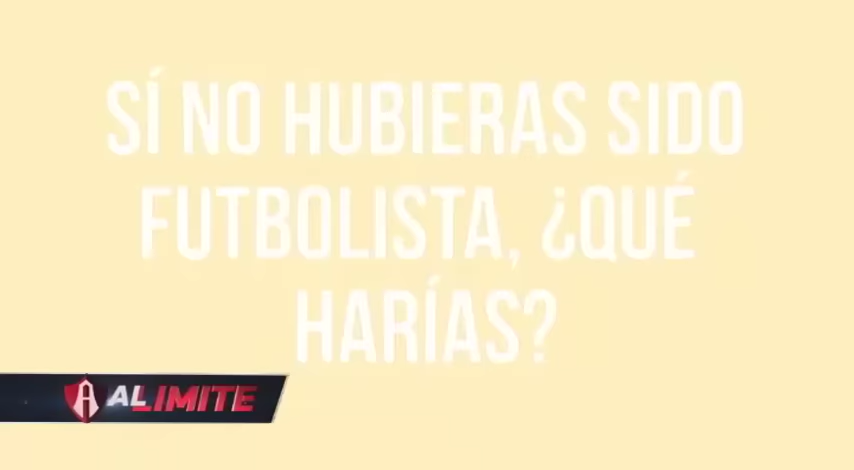 SÍ NO HUBIERAS SIDO
FUTBOLISTA, ¿QUÉ
HARÍAS?
A AL LIMITE